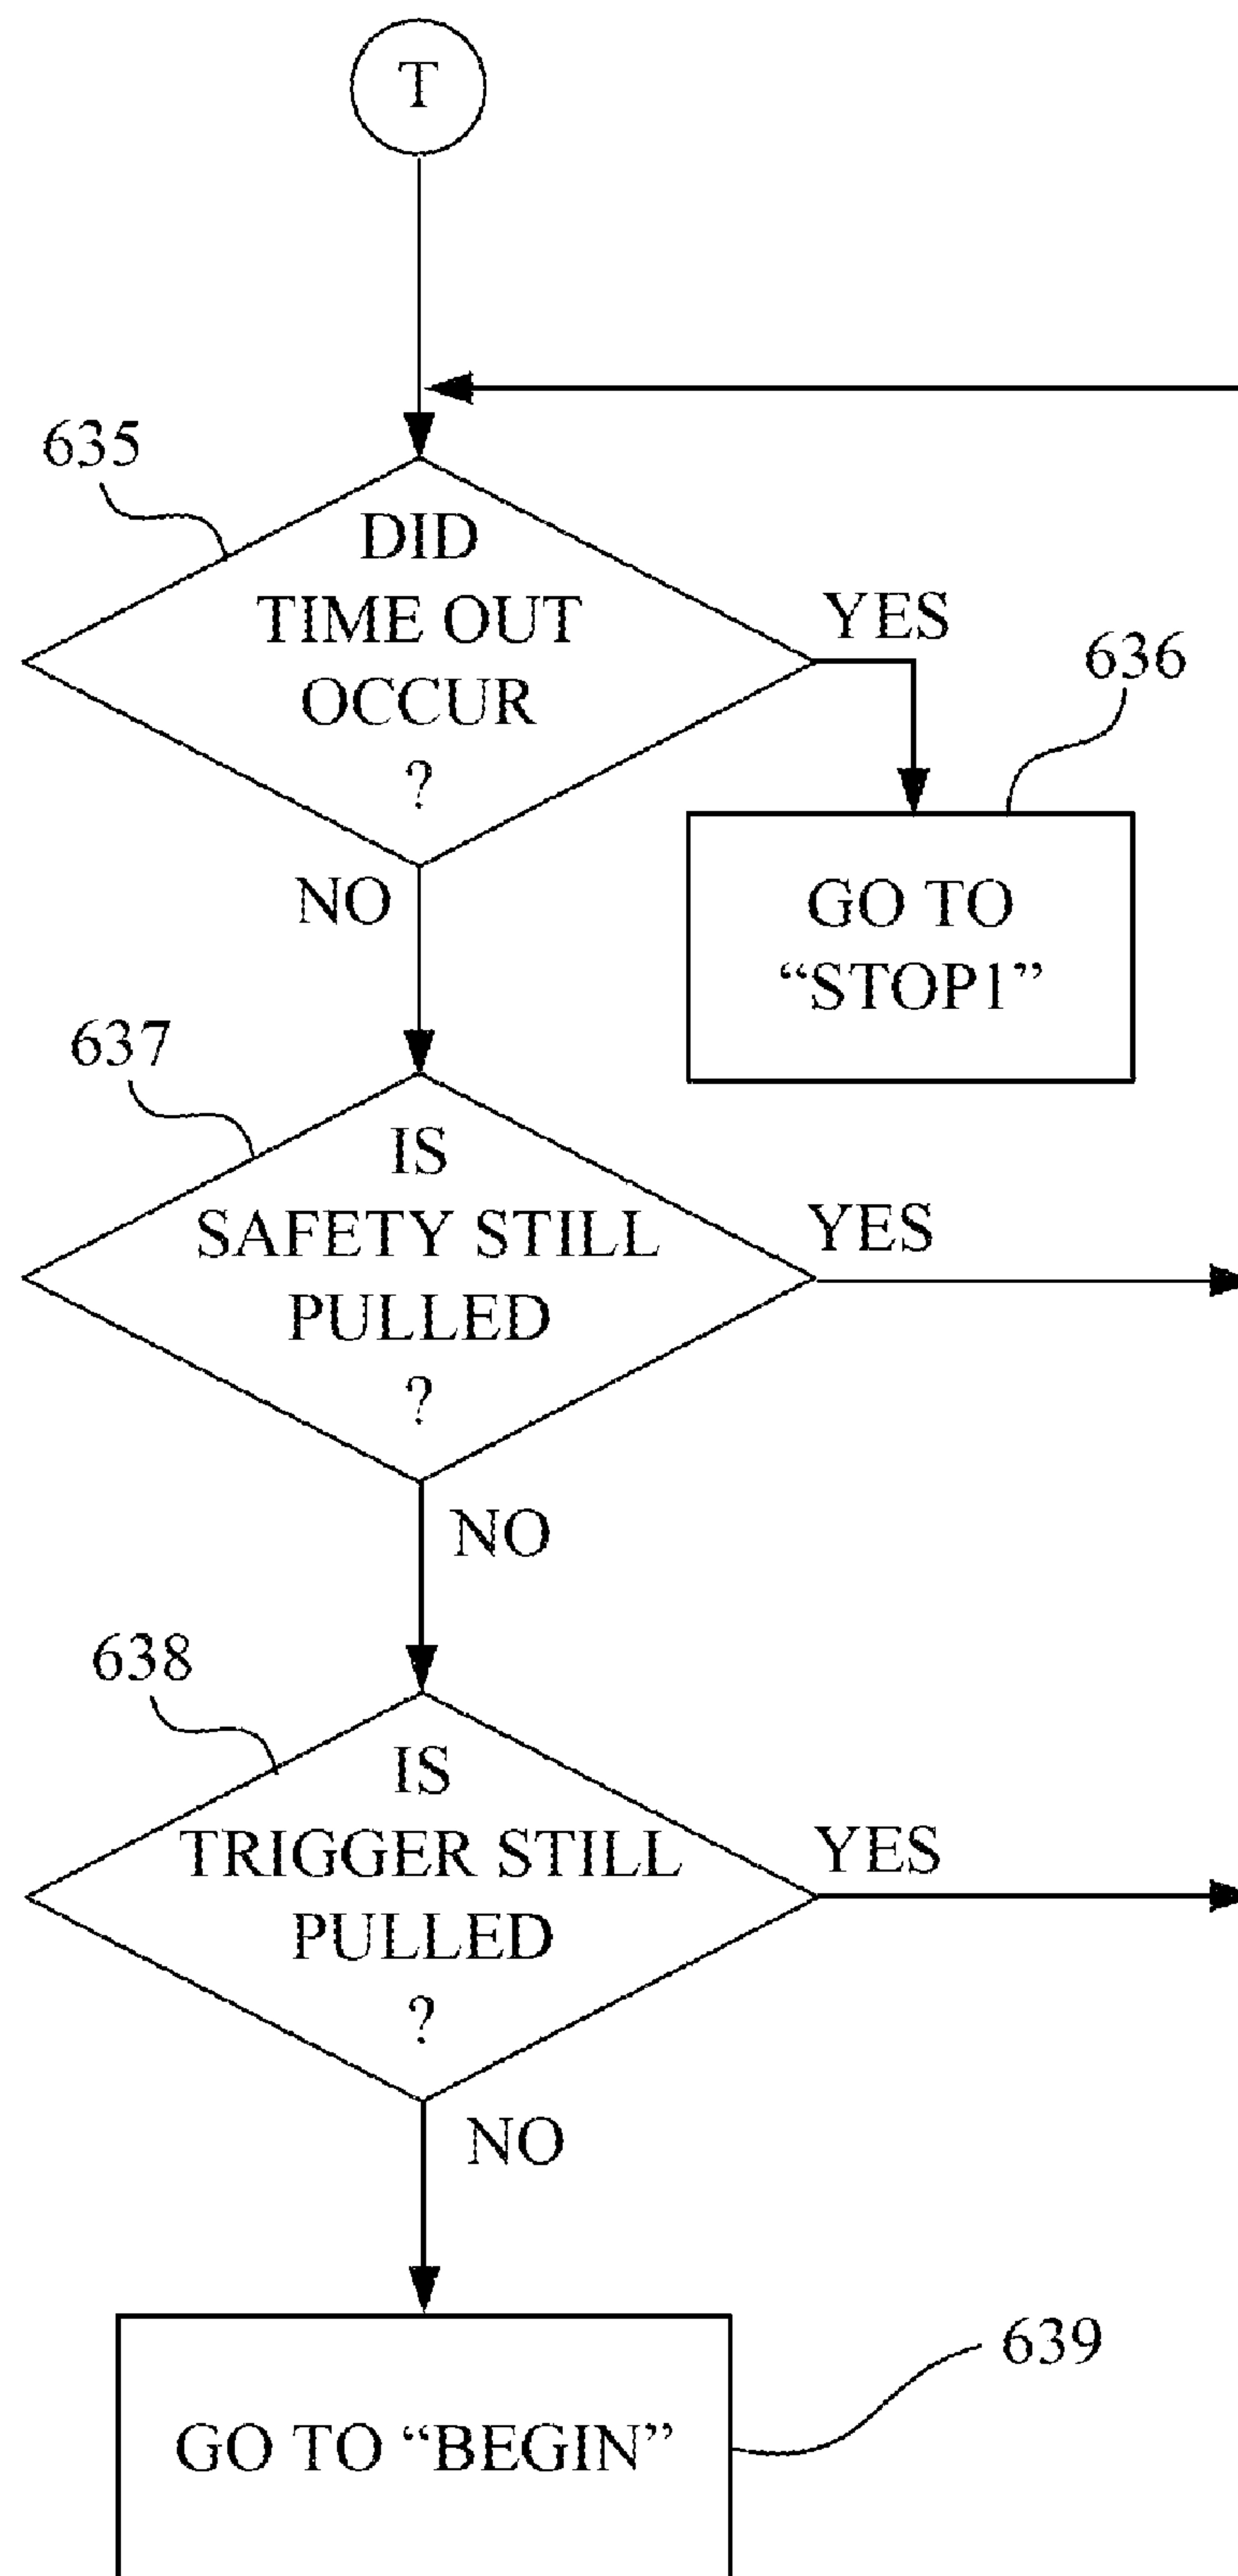 T
635
DID
TIME OUT
OCCUR
?
YES
636
GO TO
“STOP1”
NO
637
IS
SAFETY STILL
PULLED
?
YES
NO
638
IS
TRIGGER STILL
PULLED
?
YES
NO
639
GO TO “BEGIN”